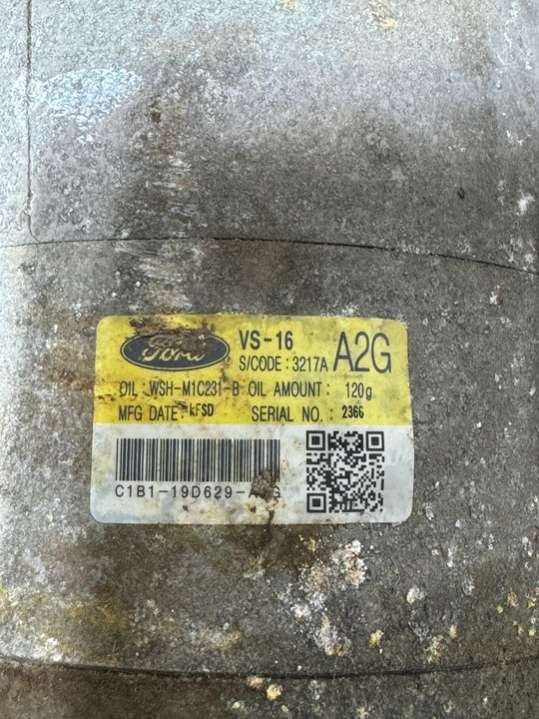 Ford
VS-16
A2G
S/CODE : 3217A
OIL : WSH-M1C231-B OIL AMOUNT : 120g
MFG DATE : KFSD SERIAL NO. : 2366
C1B1-19D629-